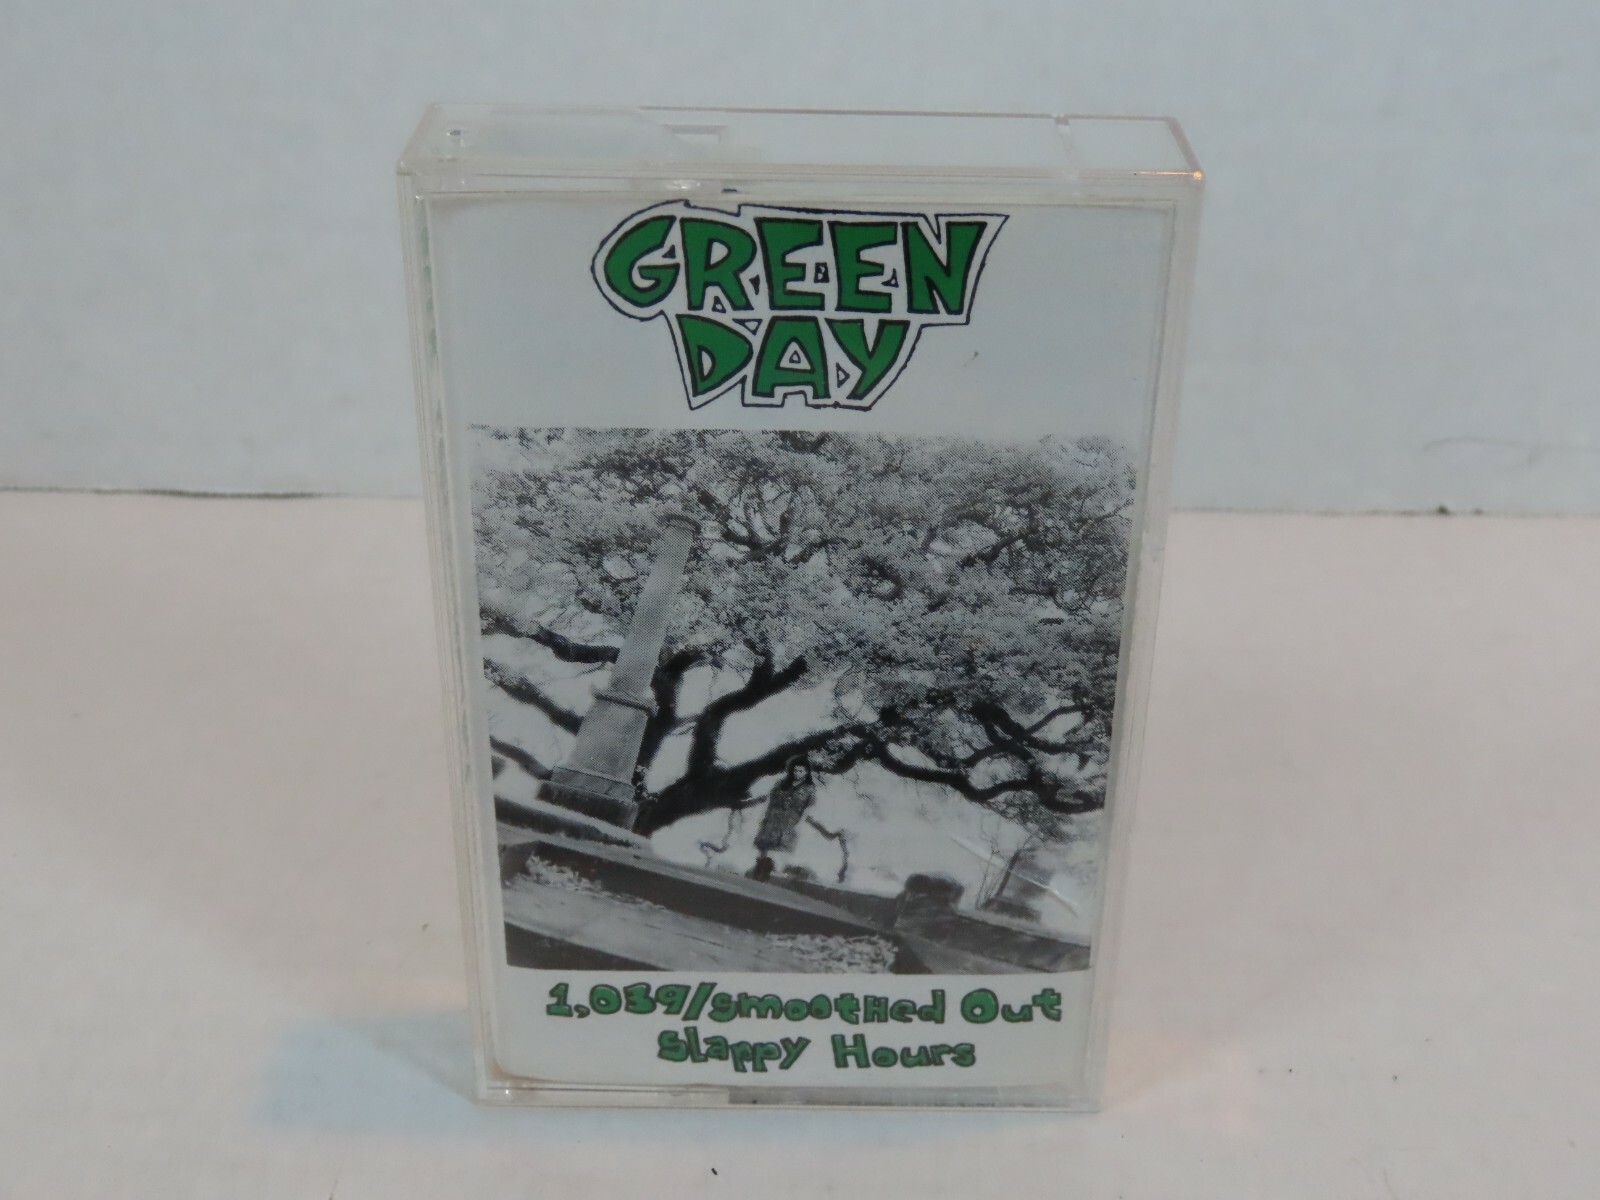 GREEN
DAY
1,039/smootHed Out
slappy Hours